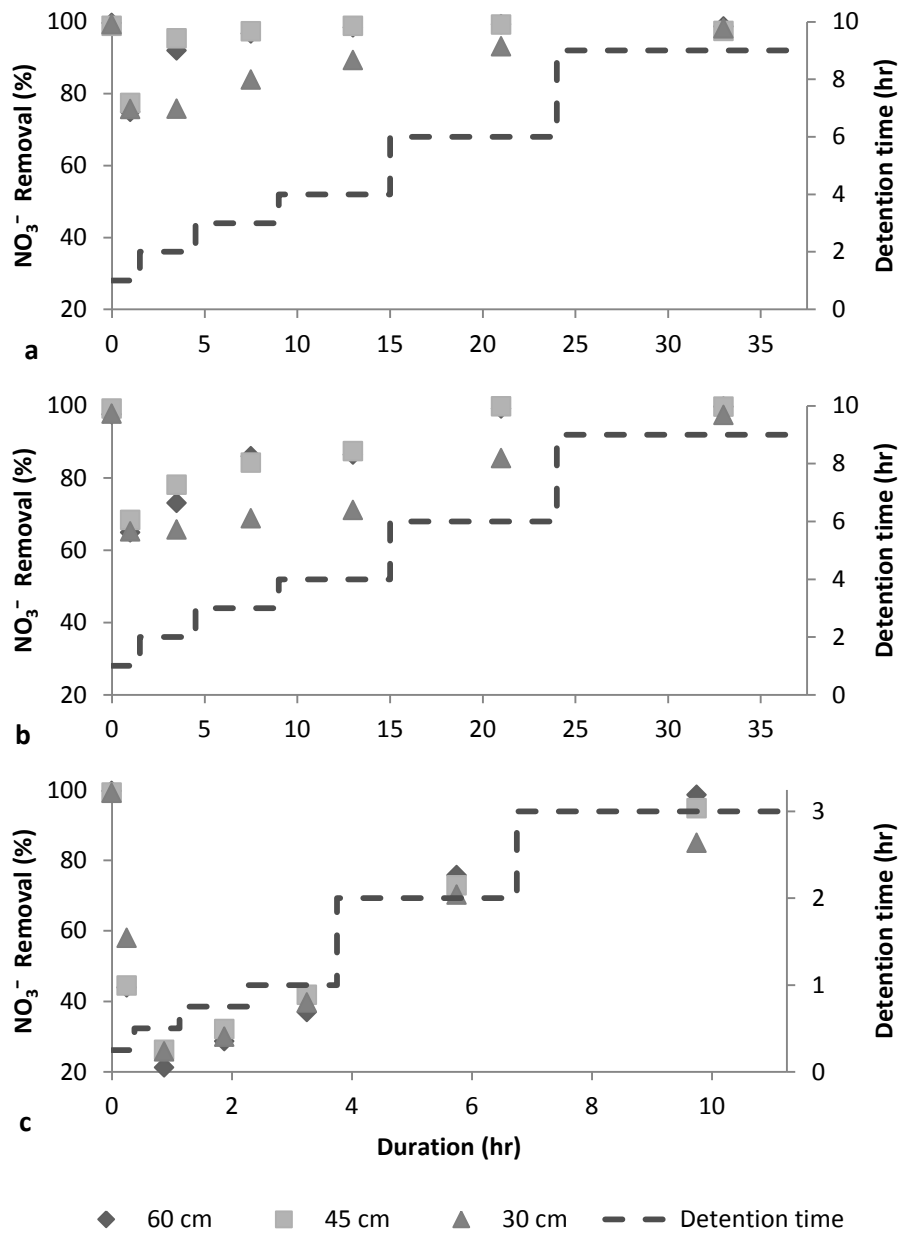 NO₃⁻ Removal (%)
100
80
60
40
20
10
8
6
4
2
0
Detention time (hr)
0 5 10 15 20 25 30 35
a
NO₃⁻ Removal (%)
100
80
60
40
20
10
8
6
4
2
0
Detention time (hr)
0 5 10 15 20 25 30 35
b
NO₃⁻ Removal (%)
100
80
60
40
20
3
2
1
0
Detention time (hr)
0 2 4 6 8 10
c
Duration (hr)
60 cm 45 cm 30 cm Detention time